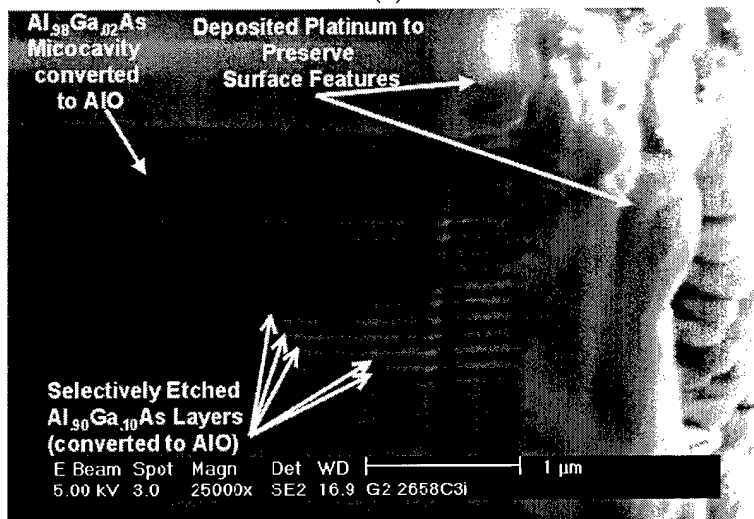 Al.98Ga.02As
Micocavity
converted
to AlO
Deposited Platinum to
Preserve
Surface Features
Selectively Etched
Al.90Ga.10As Layers
(converted to AlO)
E Beam Spot Magn Det WD 1 µm
5.00 kV 3.0 25000x SE2 16.9 G2 2658C3i